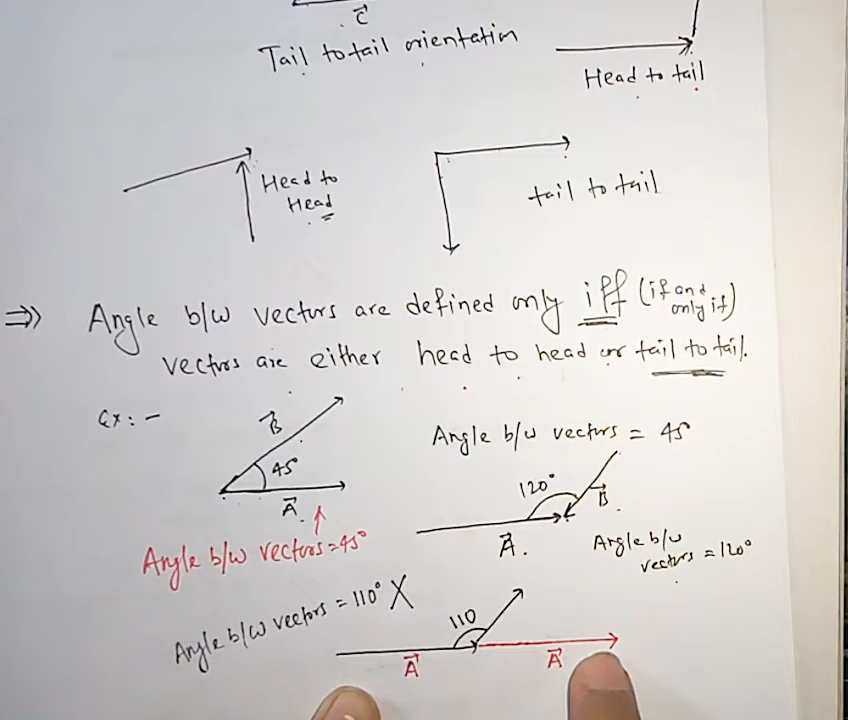 C
Tail to tail orientatin
Head to tail
Head to
Head
tail to tail
⇒ Angle b/w vectors are defined only iff (if and only if)
vectros are either head to head or tail to tail.
Ex: -
B
45°
A.
Angle b/w vectors = 45°
Angle b/w vectors = 45
120°
B.
A.
Angle b/w
vectors = 120°
Angle b/w vectors = 110° X
110
A
A